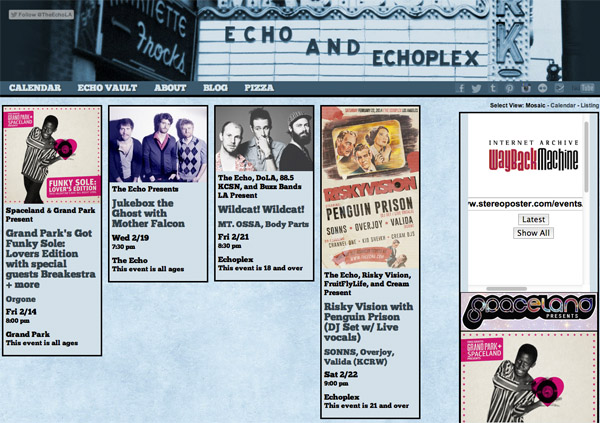 Follow @TheEchoLA
Frocks
ECHO
AND
ECHOPLEX
CALENDAR
ECHO VAULT
ABOUT
BLOG
PIZZA
Select View: Mosaic - Calendar - Listing
GRAND PARK+
SPACELAND
FUNKY SOLE:
LOVER'S EDITION
Spaceland & Grand Park
Present
Grand Park's Got
Funky Sole:
Lovers Edition
with special
guests Breakestra
+ more
Orgone
Fri 2/14
8:00 pm
Grand Park
This event is all ages
The Echo Presents
Jukebox the
Ghost with
Mother Falcon
Wed 2/19
7:30 pm
The Echo
This event is all ages
The Echo, DoLA, 88.5
KCSN, and Buzz Bands
LA Present
Wildcat! Wildcat!
MT. OSSA, Body Parts
Fri 2/21
8:30 pm
Echoplex
This event is 18 and over
RISKY VISION
PENGUIN PRISON
SONNS • OVERJOY, VALIDA
The Echo, Risky Vision,
FruitFlyLife, and Cream
Present
Risky Vision with
Penguin Prison
(DJ Set w/ Live
vocals)
SONNS, Overjoy,
Valida (KCRW)
Sat 2/22
9:00 pm
Echoplex
This event is 21 and over
INTERNET ARCHIVE
WayBackMachine
w.stereoposter.com/events
Latest
Show All
SPACELAND
PRESENTS
GRAND PARK+
SPACELAND